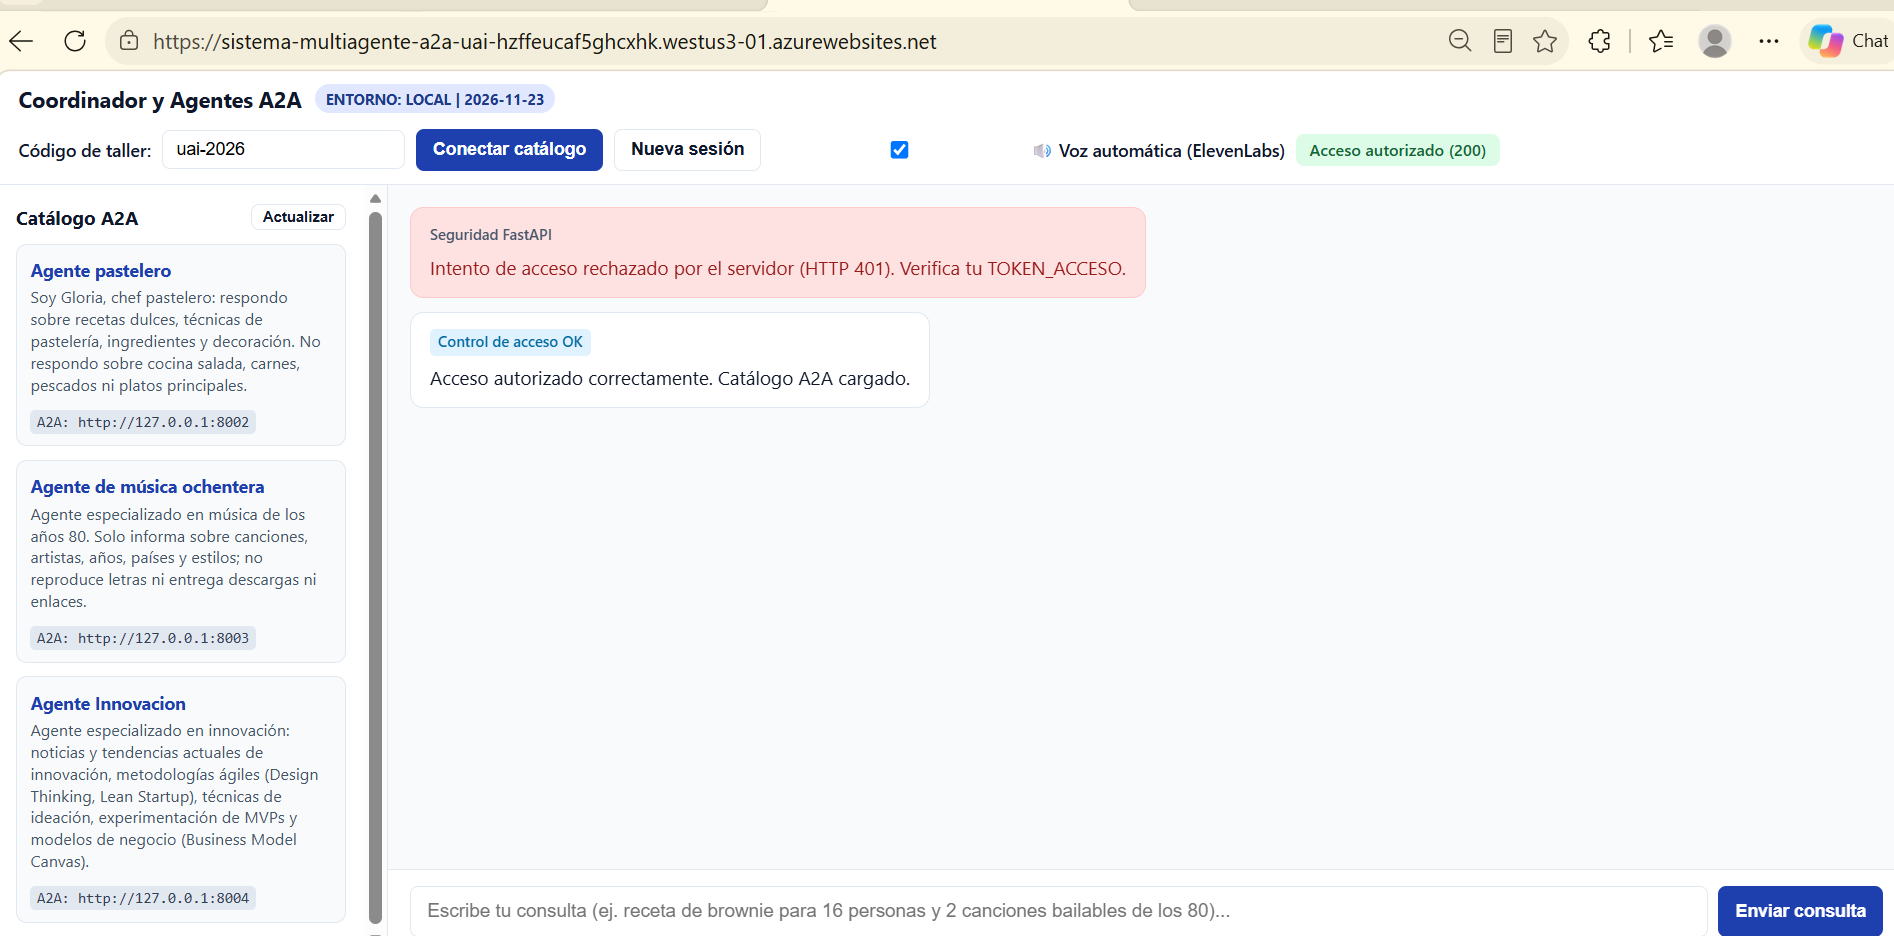 https://sistema-multiagente-a2a-uai-hzffeucaf5ghcxhk.westus3-01.azurewebsites.net
Chat
Coordinador y Agentes A2A
ENTORNO: LOCAL | 2026-11-23
Código de taller:
uai-2026
Conectar catálogo
Nueva sesión
Voz automática (ElevenLabs)
Acceso autorizado (200)
Catálogo A2A
Actualizar
Agente pastelero
Soy Gloria, chef pastelero: respondo
sobre recetas dulces, técnicas de
pastelería, ingredientes y decoración. No
respondo sobre cocina salada, carnes,
pescados ni platos principales.
A2A: http://127.0.0.1:8002
Agente de música ochentera
Agente especializado en música de los
años 80. Solo informa sobre canciones,
artistas, años, países y estilos; no
reproduce letras ni entrega descargas ni
enlaces.
A2A: http://127.0.0.1:8003
Agente Innovacion
Agente especializado en innovación:
noticias y tendencias actuales de
innovación, metodologías ágiles (Design
Thinking, Lean Startup), técnicas de
ideación, experimentación de MVPs y
modelos de negocio (Business Model
Canvas).
A2A: http://127.0.0.1:8004
Seguridad FastAPI
Intento de acceso rechazado por el servidor (HTTP 401). Verifica tu TOKEN_ACCESO.
Control de acceso OK
Acceso autorizado correctamente. Catálogo A2A cargado.
Escribe tu consulta (ej. receta de brownie para 16 personas y 2 canciones bailables de los 80)...
Enviar consulta